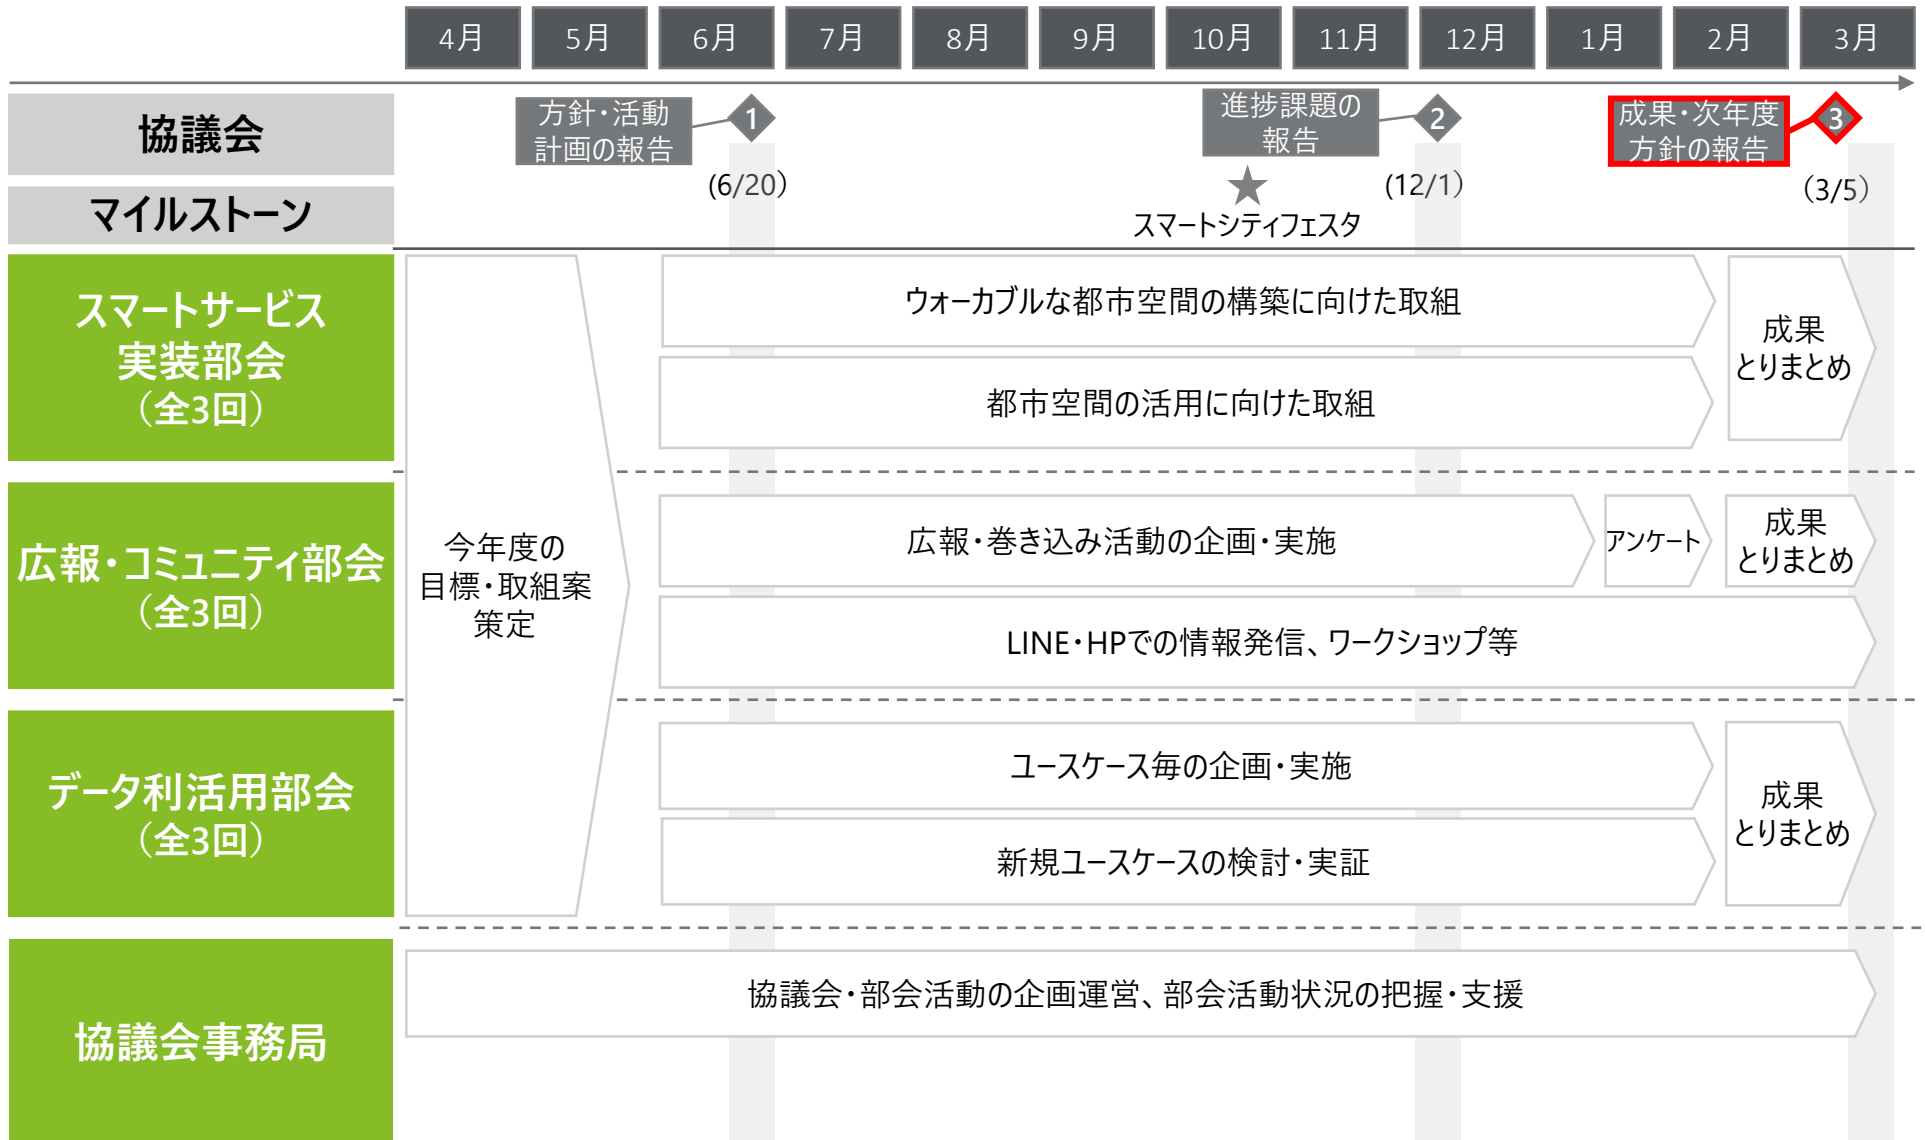 4月 5月 6月 7月 8月 9月 10月 11月 12月 1月 2月 3月
協議会
方針・活動
計画の報告
1
(6/20)
進捗課題の
報告
2
(12/1)
成果・次年度
方針の報告
3
(3/5)
マイルストーン
★
スマートシティフェスタ
スマートサービス
実装部会
(全3回)
ウォーカブルな都市空間の構築に向けた取組
都市空間の活用に向けた取組
成果
とりまとめ
今年度の
目標・取組案
策定
広報・コミュニティ部会
(全3回)
広報・巻き込み活動の企画・実施
アンケート
成果
とりまとめ
LINE・HPでの情報発信、ワークショップ等
データ利活用部会
(全3回)
ユースケース毎の企画・実施
新規ユースケースの検討・実証
成果
とりまとめ
協議会事務局
協議会・部会活動の企画運営、部会活動状況の把握・支援